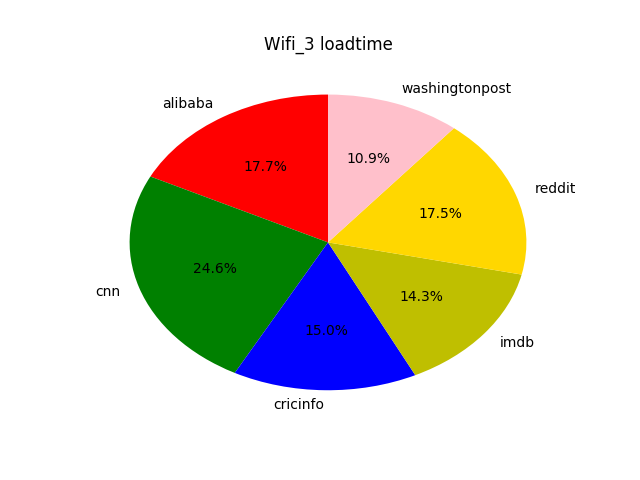 Wifi_3 loadtime
washingtonpost
alibaba
10.9%
17.7%
reddit
17.5%
24.6%
cnn
14.3%
15.0%
imdb
cricinfo